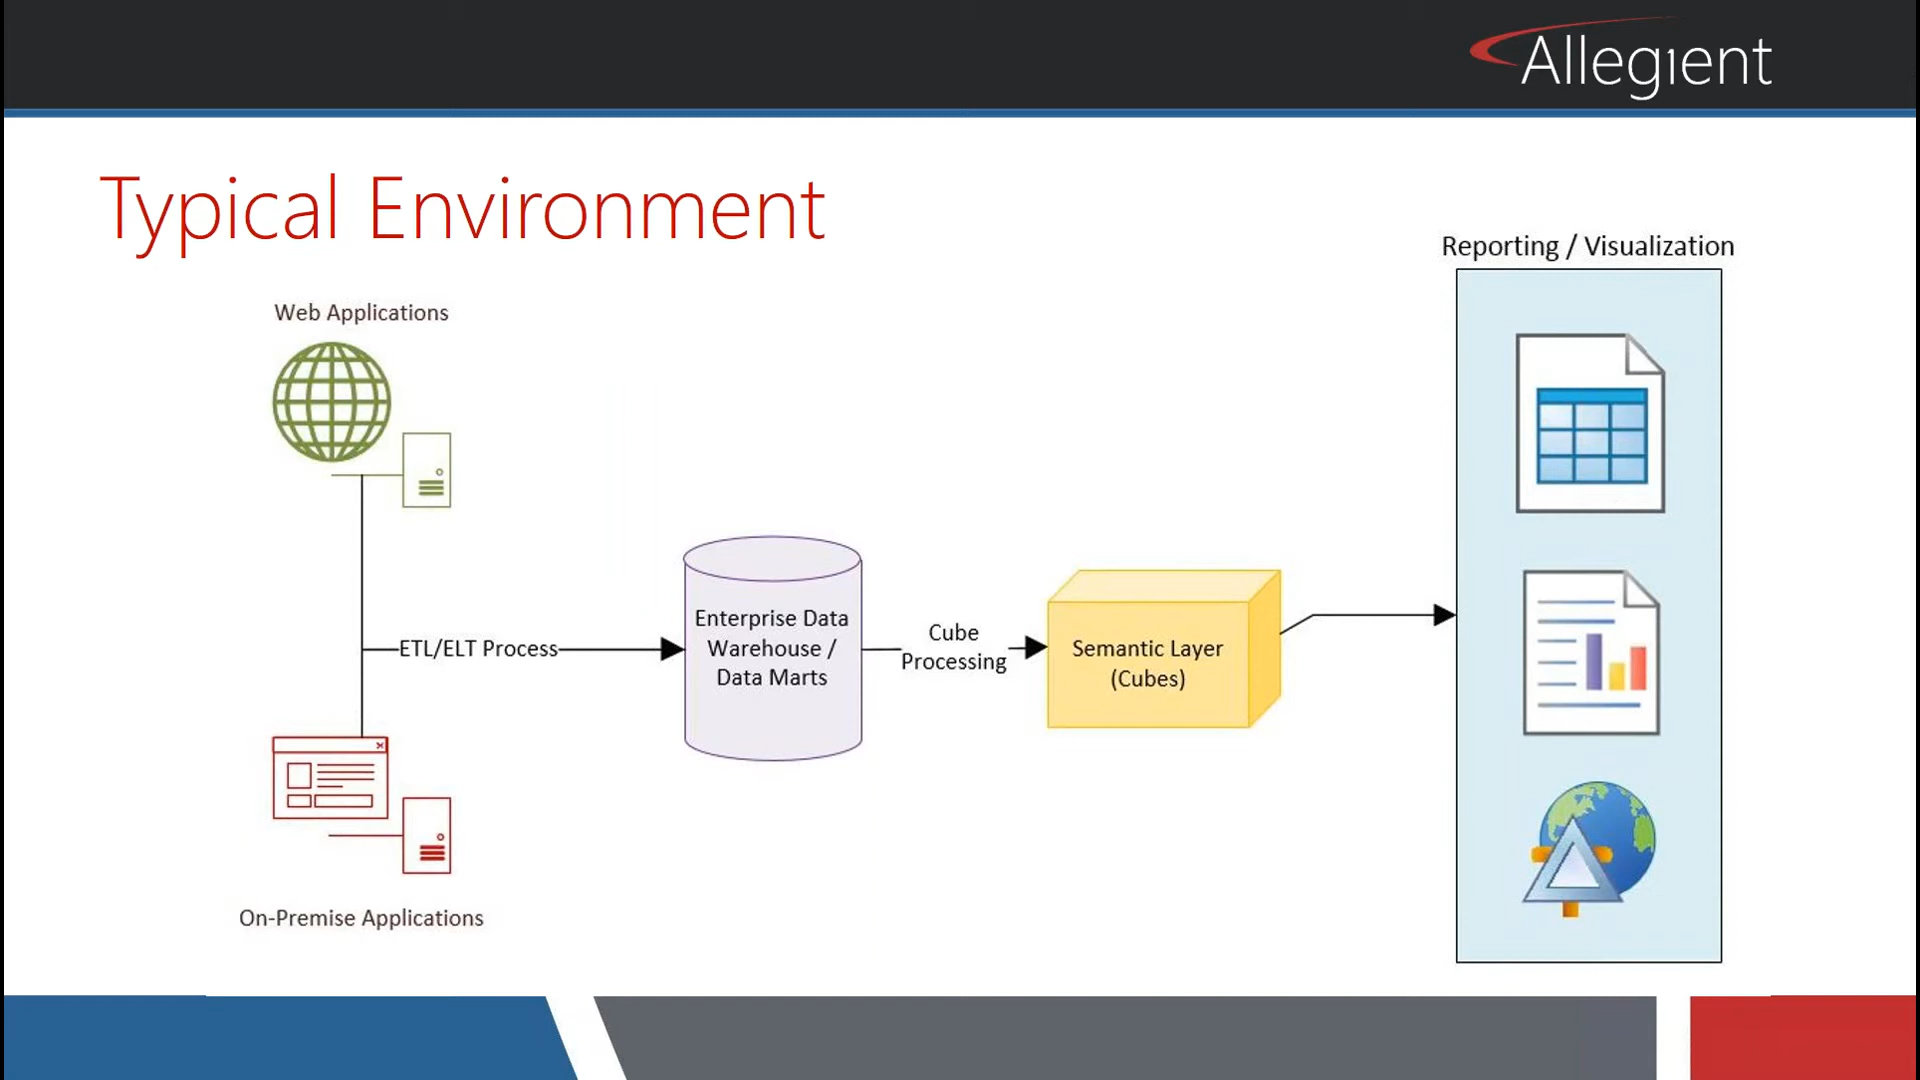 Allegient
Typical Environment
Reporting / Visualization
Web Applications
ETL/ELT Process
Enterprise Data
Warehouse /
Data Marts
Cube
Processing
Semantic Layer
(Cubes)
On-Premise Applications